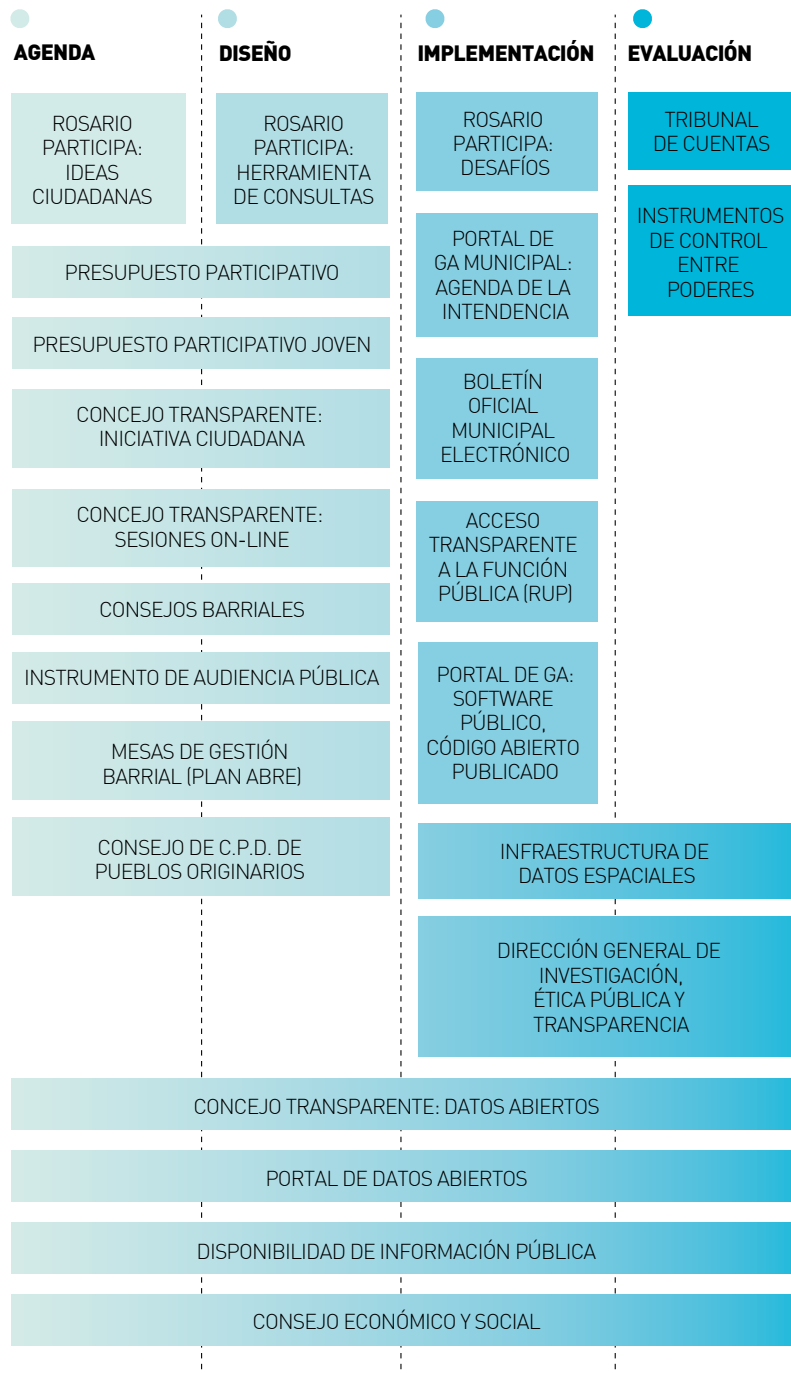 AGENDA
DISEÑO
IMPLEMENTACIÓN
EVALUACIÓN
ROSARIO
PARTICIPA:
IDEAS
CIUDADANAS
ROSARIO
PARTICIPA:
HERRAMIENTA
DE CONSULTAS
PRESUPUESTO PARTICIPATIVO
PRESUPUESTO PARTICIPATIVO JOVEN
CONCEJO TRANSPARENTE:
INICIATIVA CIUDADANA
CONCEJO TRANSPARENTE:
SESIONES ON-LINE
CONSEJOS BARRIALES
INSTRUMENTO DE AUDIENCIA PÚBLICA
MESAS DE GESTIÓN
BARRIAL (PLAN ABRE)
CONSEJO DE C.P.D. DE
PUEBLOS ORIGINARIOS
ROSARIO
PARTICIPA:
DESAFÍOS
PORTAL DE
GA MUNICIPAL:
AGENDA DE LA
INTENDENCIA
BOLETÍN
OFICIAL
MUNICIPAL
ELECTRÓNICO
ACCESO
TRANSPARENTE
A LA FUNCIÓN
PÚBLICA (RUP)
PORTAL DE GA:
SOFTWARE
PÚBLICO,
CÓDIGO ABIERTO
PUBLICADO
TRIBUNAL
DE CUENTAS
INSTRUMENTOS
DE CONTROL
ENTRE
PODERES
INFRAESTRUCTURA DE
DATOS ESPACIALES
DIRECCIÓN GENERAL DE
INVESTIGACIÓN,
ÉTICA PÚBLICA Y
TRANSPARENCIA
CONCEJO TRANSPARENTE: DATOS ABIERTOS
PORTAL DE DATOS ABIERTOS
DISPONIBILIDAD DE INFORMACIÓN PÚBLICA
CONSEJO ECONÓMICO Y SOCIAL